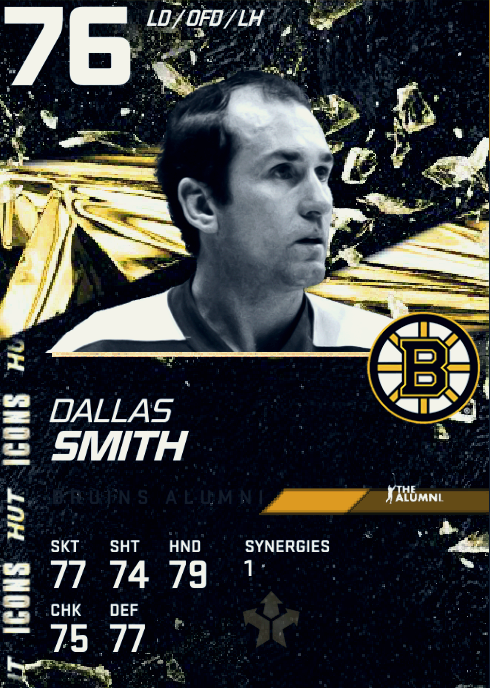 76
LD / OFD / LH
DALLAS
SMITH
BRUINS ALUMNI
THE
ALUMNI.
SKT SHT HND SYNERGIES
77 74 79 1
CHK DEF
75 77
B
HUT ICONS HUT ICONS